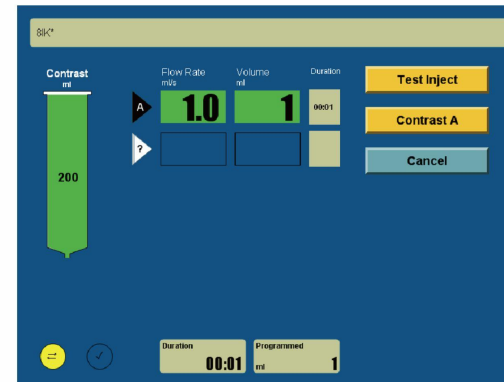 8IK*
Contrast
ml
200
Flow Rate
ml/s
Volume
ml
Duration
A
1.0
1
00:01
?
Test Inject
Contrast A
Cancel
Duration
00:01
Programmed
ml
1